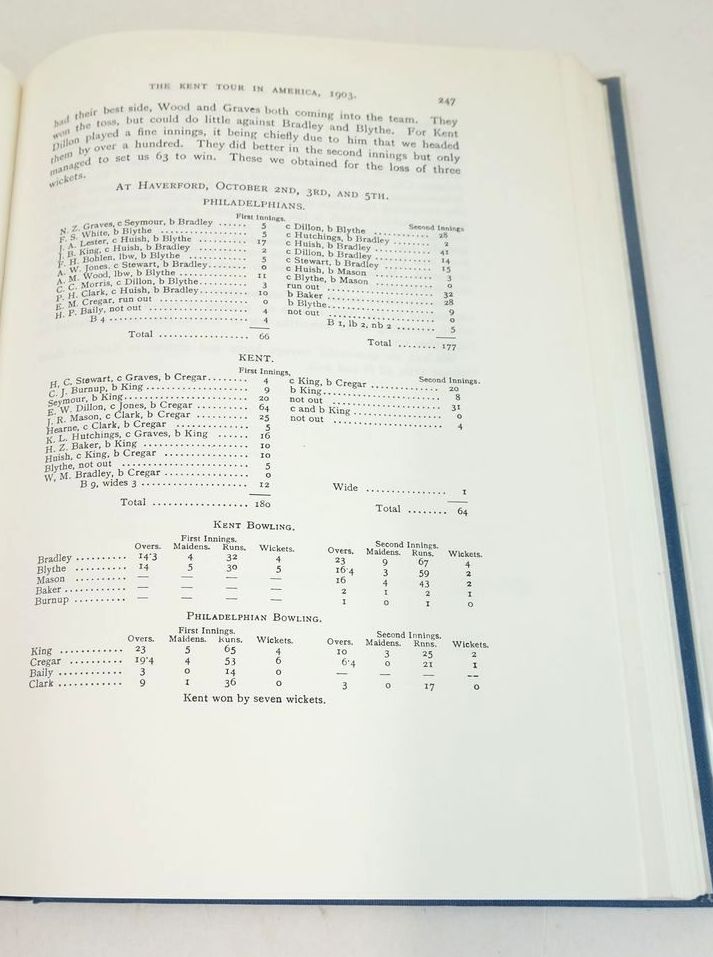 THE KENT TOUR IN AMERICA, 1903. 247
had their best side, Wood and Graves both coming into the team. They
won the toss, but could do little against Bradley and Blythe. For Kent
Dillon played a fine innings, it being chiefly due to him that we headed
them by over a hundred. They did better in the second innings but only
managed to set us 63 to win. These we obtained for the loss of three
wickets.
AT HAVERFORD, OCTOBER 2ND, 3RD, AND 5TH.
PHILADELPHIANS.
First Innings. Second Innings
N. Z. Graves, c Seymour, b Bradley ...... 5 c Dillon, b Blythe ............ 28
F. S. White, b Blythe .................. 5 c Hutchings, b Bradley ........ 2
J. A. Lester, c Huish, b Blythe .......... 17 c Huish, b Bradley ............ 41
J. B. King, c Huish, b Bradley .......... 2 c Dillon, b Bradley ............ 14
F. H. Bohlen, lbw, b Blythe ............ 5 c Stewart, b Bradley .......... 15
A. W. Jones, c Stewart, b Bradley........ 0 c Huish, b Mason ............ 3
A. M. Wood, lbw, b Blythe .............. 11 c Blythe, b Mason ............ 0
C. C. Morris, c Dillon, b Blythe.......... 3 run out .................... 32
P. H. Clark, c Huish, b Bradley.......... 10 b Baker .................... 28
E. M. Cregar, run out .................. 0 b Blythe.................... 9
H. P. Baily, not out .................... 4 not out .................... 0
B 4 .......................... 4 B 1, lb 2, nb 2 ........ 5
Total .................. 66 Total ........ 177
KENT.
First Innings, Second Innings.
H. C. Stewart, c Graves, b Cregar........ 4 c King, b Cregar .............. 20
C. J. Burnup, b King.................... 9 b King...................... 8
Seymour, b King........................ 20 not out .................... 31
E. W. Dillon, c Jones, b Cregar .......... 64 c and b King ................ 0
J. R. Mason, c Clark, b Cregar .......... 25 not out .................... 4
Hearne, c Clark, b Cregar .............. 5
K. L. Hutchings, c Graves, b King ...... 16
H. Z. Baker, b King .................... 10
Huish, c King, b Cregar ................ 10
Blythe, not out ........................ 5
W. M. Bradley, b Cregar ................ 0
B 9, wides 3 .................... 12 Wide ................ 1
Total .................. 180 Total ........ 64
KENT BOWLING.
First Innings. Second Innings.
Overs. Maidens. Runs. Wickets. Overs. Maidens. Runs. Wickets.
Bradley .......... 14·3 4 32 4 23 9 67 4
Blythe .......... 14 5 30 5 16·4 3 59 2
Mason .......... — — — — 16 4 43 2
Baker............ — — — — 2 1 2 1
Burnup .......... — — — — 1 0 1 0
PHILADELPHIAN BOWLING.
First Innings. Second Innings.
Overs. Maidens. Runs. Wickets. Overs. Maidens. Runs. Wickets.
King ............ 23 5 65 4 10 3 25 2
Cregar .......... 19·4 4 53 6 6·4 0 21 1
Baily ............ 3 0 14 0 — — — —
Clark ............ 9 1 36 0 3 0 17 0
Kent won by seven wickets.